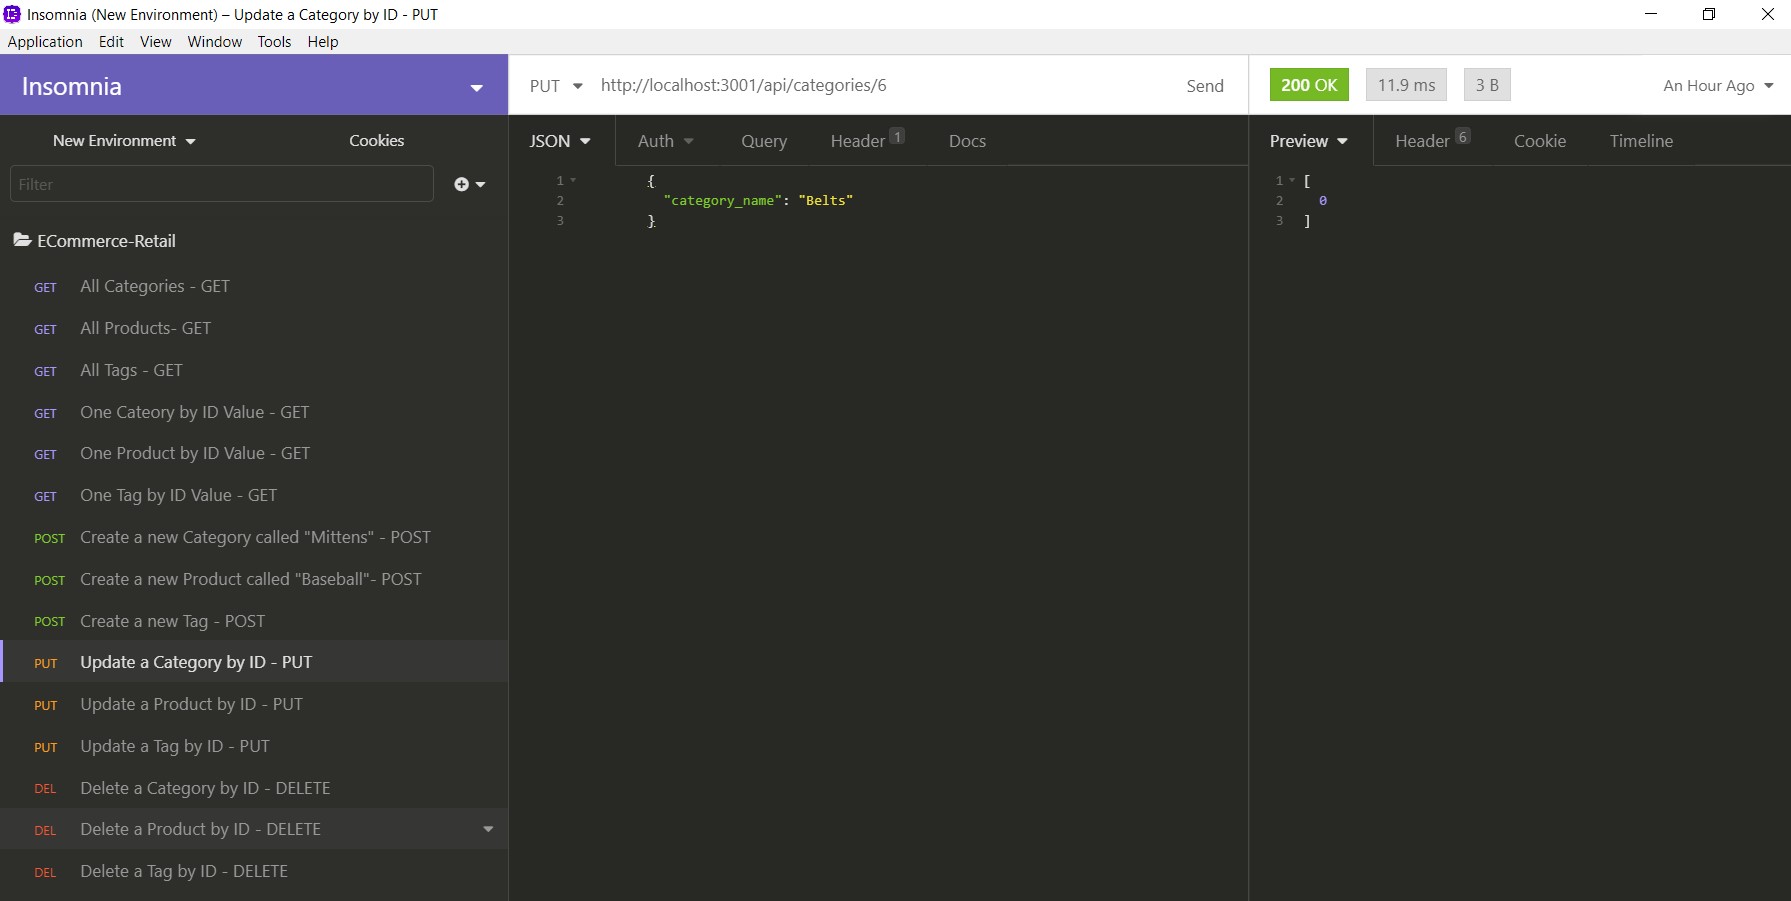 Insomnia (New Environment) – Update a Category by ID - PUT
Application Edit View Window Tools Help
Insomnia
PUT http://localhost:3001/api/categories/6 Send
200 OK 11.9 ms 3 B An Hour Ago
New Environment Cookies
JSON Auth Query Header 1 Docs
Preview Header 6 Cookie Timeline
Filter
1 {
2 "category_name": "Belts"
3 }
1 [
2 0
3 ]
ECommerce-Retail
GET All Categories - GET
GET All Products- GET
GET All Tags - GET
GET One Cateory by ID Value - GET
GET One Product by ID Value - GET
GET One Tag by ID Value - GET
POST Create a new Category called "Mittens" - POST
POST Create a new Product called "Baseball"- POST
POST Create a new Tag - POST
PUT Update a Category by ID - PUT
PUT Update a Product by ID - PUT
PUT Update a Tag by ID - PUT
DEL Delete a Category by ID - DELETE
DEL Delete a Product by ID - DELETE
DEL Delete a Tag by ID - DELETE